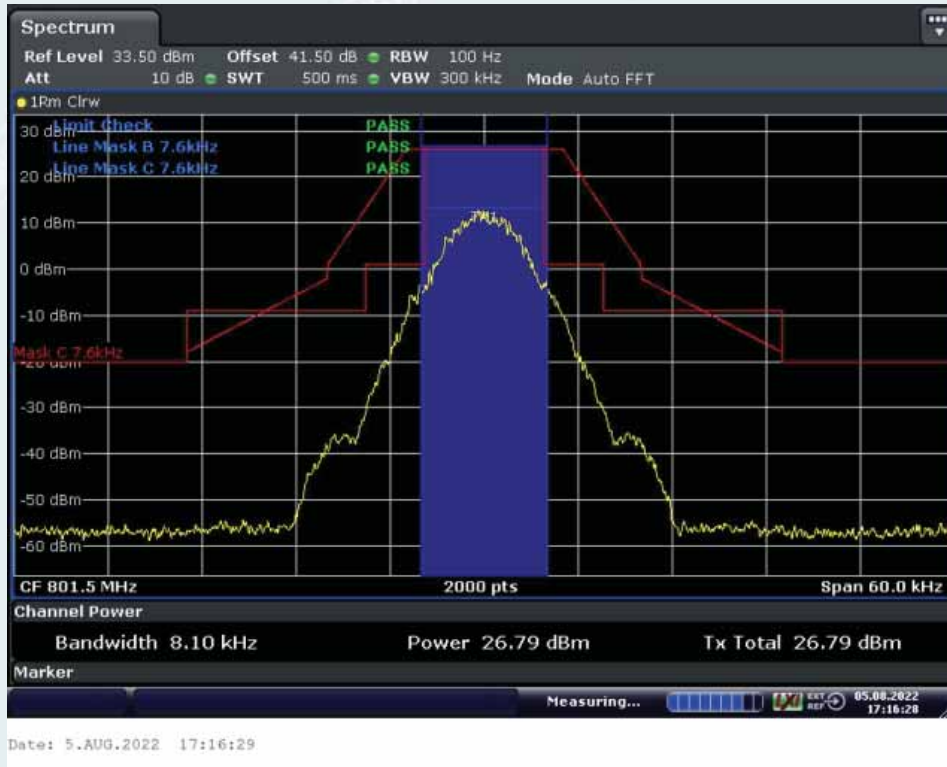 Spectrum
Ref Level 33.50 dBm Offset 41.50 dB RBW 100 Hz
Att 10 dB SWT 500 ms VBW 300 kHz Mode Auto FFT
1Rm Clrw
30 dBm Limit Check PASS
Line Mask B 7.6kHz PASS
20 dBm Line Mask C 7.6kHz PASS
10 dBm
0 dBm
-10 dBm
Mask C 7.6kHz
-20 dBm
-30 dBm
-40 dBm
-50 dBm
-60 dBm
CF 801.5 MHz 2000 pts Span 60.0 kHz
Channel Power
Bandwidth 8.10 kHz Power 26.79 dBm Tx Total 26.79 dBm
Marker
Measuring... LXI EXT REF 05.08.2022
17:16:28
Date: 5.AUG.2022 17:16:29